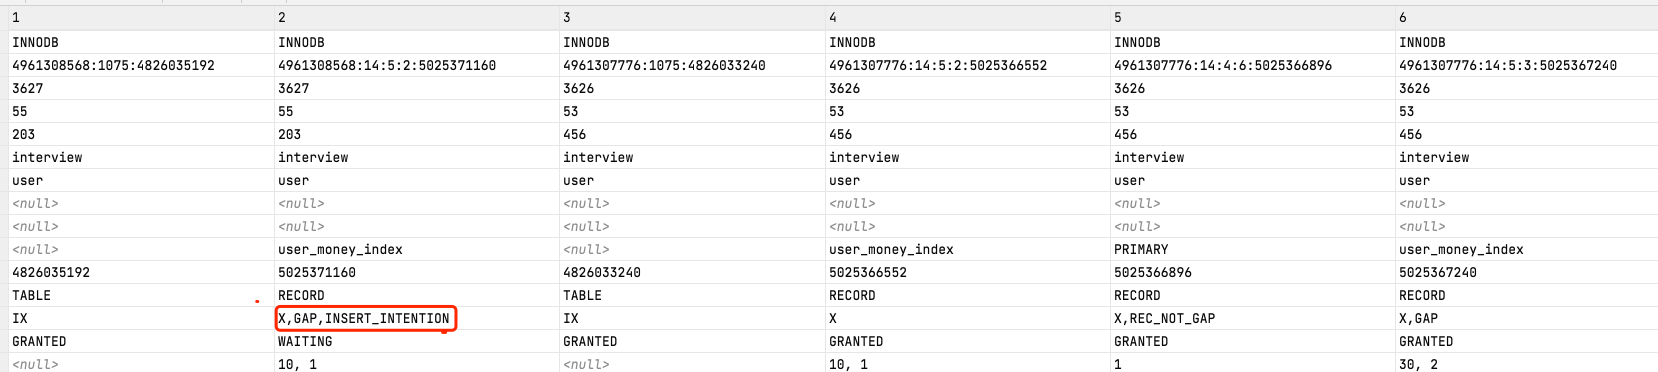 1 2 3 4 5 6
INNODB INNODB INNODB INNODB INNODB INNODB
4961308568:1075:4826035192 4961308568:14:5:2:5025371160 4961307776:1075:4826033240 4961307776:14:5:2:5025366552 4961307776:14:4:6:5025366896 4961307776:14:5:3:5025367240
3627 3627 3626 3626 3626 3626
55 55 53 53 53 53
203 203 456 456 456 456
interview interview interview interview interview interview
user user user user user user
<null> <null> <null> <null> <null> <null>
<null> <null> <null> <null> <null> <null>
<null> user_money_index <null> user_money_index PRIMARY user_money_index
4826035192 5025371160 4826033240 5025366552 5025366896 5025367240
TABLE RECORD TABLE RECORD RECORD RECORD
IX X,GAP,INSERT_INTENTION IX X X,REC_NOT_GAP X,GAP
GRANTED WAITING GRANTED GRANTED GRANTED GRANTED
<null> 10, 1 <null> 10, 1 1 30, 2